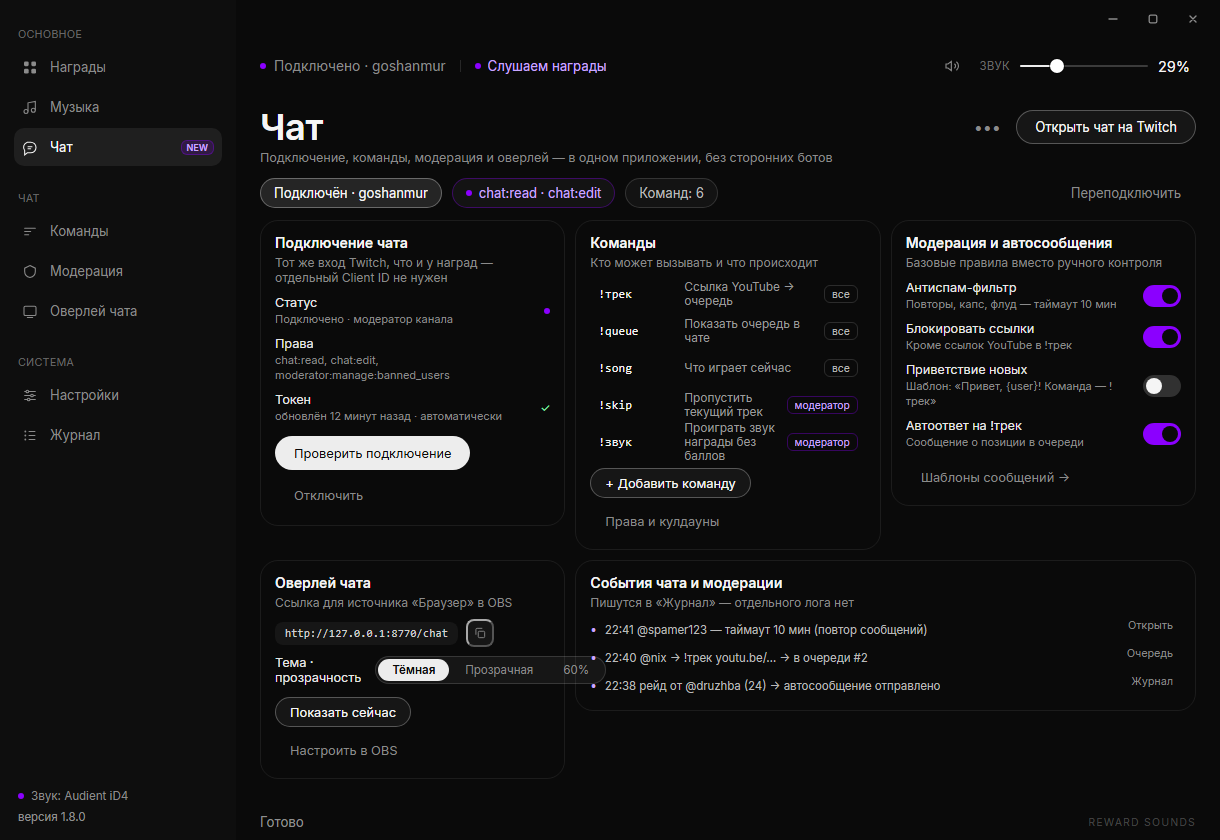 ОСНОВНОЕ
Награды
Музыка
Чат NEW
ЧАТ
Команды
Модерация
Оверлей чата
СИСТЕМА
Настройки
Журнал
Звук: Audient iD4
версия 1.8.0
Подключено · goshanmur
Слушаем награды
ЗВУК 29%
Чат
Подключение, команды, модерация и оверлей — в одном приложении, без сторонних ботов
Открыть чат на Twitch
Подключён · goshanmur
chat:read · chat:edit
Команд: 6
Переподключить
Подключение чата
Тот же вход Twitch, что и у наград —
отдельный Client ID не нужен
Статус
Подключено · модератор канала
Права
chat:read, chat:edit,
moderator:manage:banned_users
Токен
обновлён 12 минут назад · автоматически
Проверить подключение
Отключить
Команды
Кто может вызывать и что происходит
!трек
Ссылка YouTube →
очередь
все
!queue
Показать очередь в
чате
все
!song
Что играет сейчас
все
!skip
Пропустить
текущий трек
модератор
!звук
Проиграть звук
награды без
баллов
модератор
+ Добавить команду
Права и кулдауны
Модерация и автосообщения
Базовые правила вместо ручного контроля
Антиспам-фильтр
Повторы, капс, флуд — таймаут 10 мин
Блокировать ссылки
Кроме ссылок YouTube в !трек
Приветствие новых
Шаблон: «Привет, {user}! Команда — !
трек»
Автоответ на !трек
Сообщение о позиции в очереди
Шаблоны сообщений →
Оверлей чата
Ссылка для источника «Браузер» в OBS
http://127.0.0.1:8770/chat
Тема ·
прозрачность
Тёмная
Прозрачная
60%
Показать сейчас
Настроить в OBS
События чата и модерации
Пишутся в «Журнал» — отдельного лога нет
• 22:41 @spamer123 — таймаут 10 мин (повтор сообщений)
Открыть
• 22:40 @nix → !трек youtu.be/… → в очереди #2
Очередь
• 22:38 рейд от @druzhba (24) → автосообщение отправлено
Журнал
Готово
REWARD SOUNDS